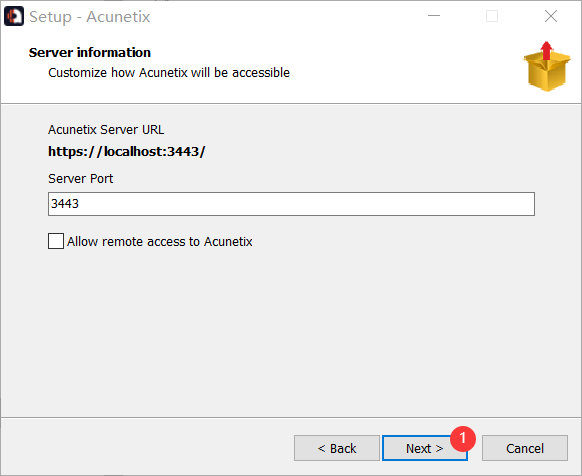 Setup - Acunetix
Server information
Customize how Acunetix will be accessible
Acunetix Server URL
https://localhost:3443/
Server Port
3443
Allow remote access to Acunetix
< Back
Next >
1
Cancel